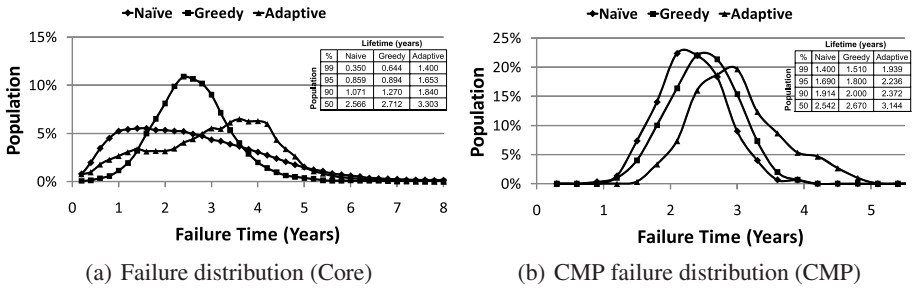 Naïve Greedy Adaptive
15%
10%
5%
0%
Population
0 1 2 3 4 5 6 7 8
Failure Time (Years)
Lifetime (years)
Population
% Naive Greedy Adaptive
99 0.350 0.644 1.400
95 0.859 0.894 1.653
90 1.071 1.270 1.840
50 2.566 2.712 3.303
(a) Failure distribution (Core)
Naïve Greedy Adaptive
25%
20%
15%
10%
5%
0%
Population
0 1 2 3 4 5
Failure Time (Years)
Lifetime (years)
Population
% Naive Greedy Adaptive
99 1.400 1.510 1.939
95 1.690 1.800 2.236
90 1.914 2.000 2.372
50 2.542 2.670 3.144
(b) CMP failure distribution (CMP)